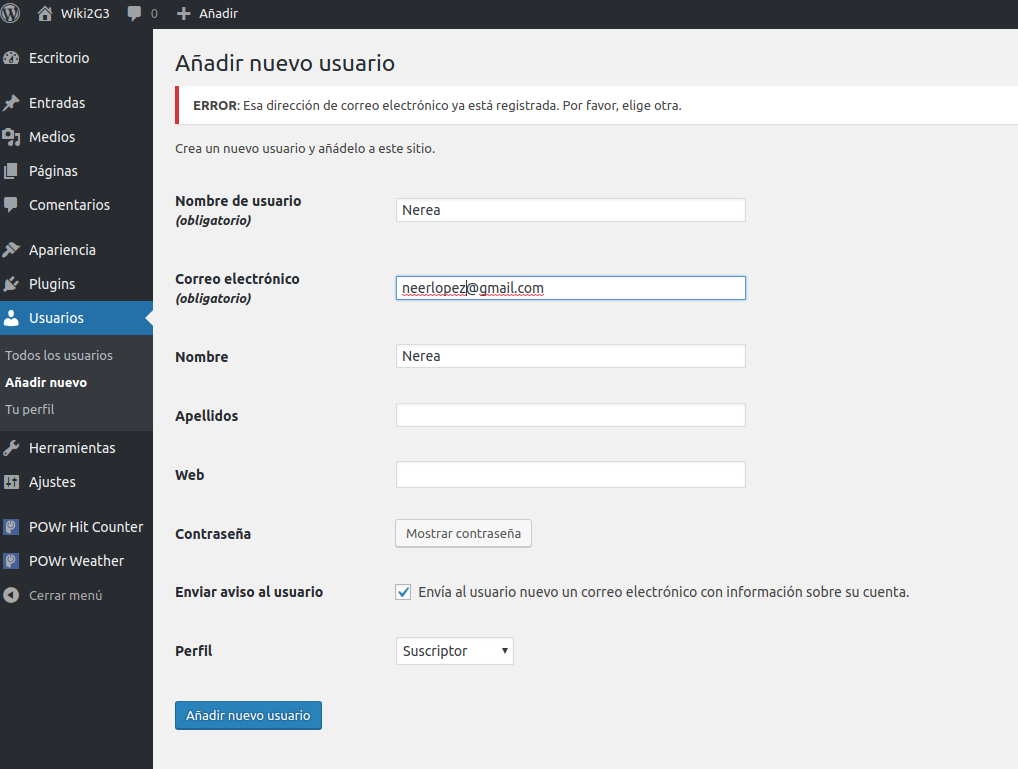 Wiki2G3 0 Añadir
Escritorio
Entradas
Medios
Páginas
Comentarios
Apariencia
Plugins
Usuarios
Todos los usuarios
Añadir nuevo
Tu perfil
Herramientas
Ajustes
POWr Hit Counter
POWr Weather
Cerrar menú
Añadir nuevo usuario
ERROR: Esa dirección de correo electrónico ya está registrada. Por favor, elige otra.
Crea un nuevo usuario y añádelo a este sitio.
Nombre de usuario
(obligatorio)
Nerea
Correo electrónico
(obligatorio)
neerlopez@gmail.com
Nombre
Nerea
Apellidos
Web
Contraseña
Mostrar contraseña
Enviar aviso al usuario
Envía al usuario nuevo un correo electrónico con información sobre su cuenta.
Perfil
Suscriptor
Añadir nuevo usuario